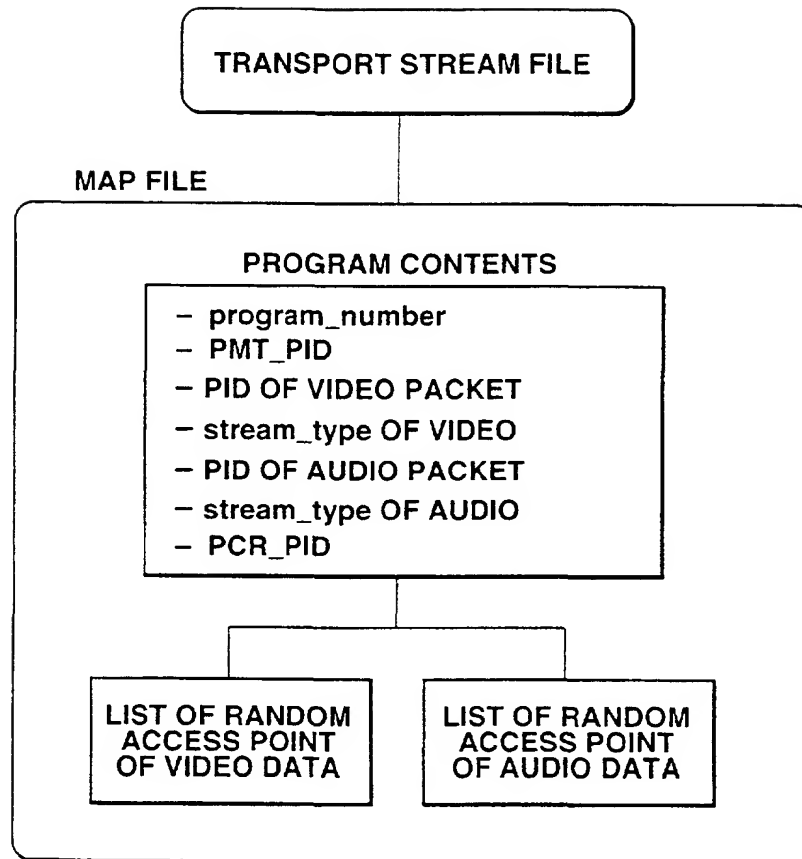 TRANSPORT STREAM FILE
MAP FILE
PROGRAM CONTENTS
– program_number
– PMT_PID
– PID OF VIDEO PACKET
– stream_type OF VIDEO
– PID OF AUDIO PACKET
– stream_type OF AUDIO
– PCR_PID
LIST OF RANDOM
ACCESS POINT
OF VIDEO DATA
LIST OF RANDOM
ACCESS POINT
OF AUDIO DATA